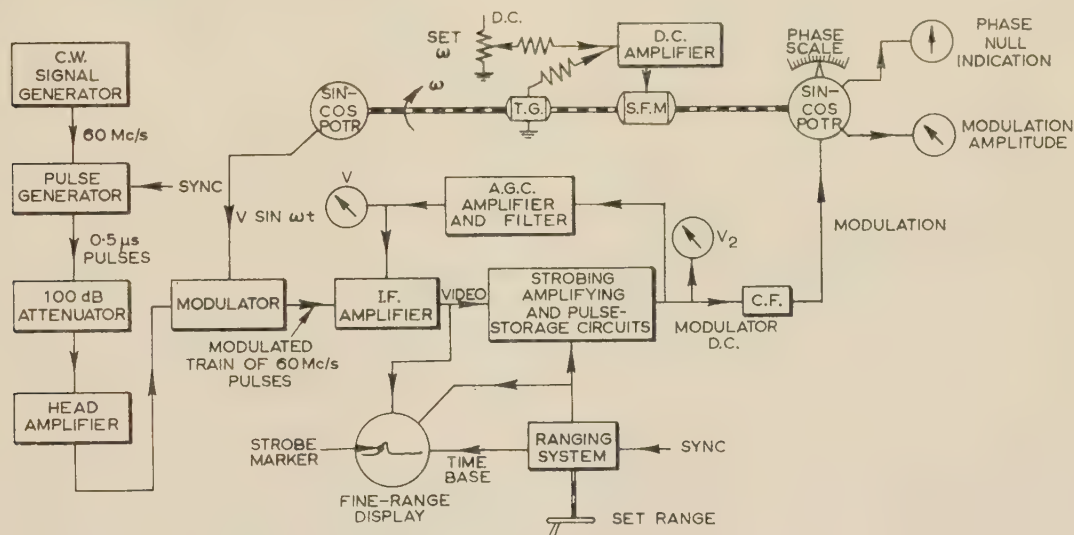 C.W.
SIGNAL
GENERATOR
60 Mc/s
PULSE
GENERATOR
SYNC
0·5 μs
PULSES
100 dB
ATTENUATOR
HEAD
AMPLIFIER
SIN-
COS
POTR
ω
V SIN ωt
MODULATOR
MODULATED
TRAIN OF 60 Mc/s
PULSES
D.C.
SET
ω
D.C.
AMPLIFIER
T.G.
S.F.M
V
A.G.C.
AMPLIFIER
AND FILTER
I.F.
AMPLIFIER
VIDEO
STROBING
AMPLIFYING
AND PULSE-
STORAGE CIRCUITS
V₂
C.F.
MODULATOR
D.C.
PHASE
SCALE
SIN-
COS
POTR
PHASE
NULL
INDICATION
MODULATION
AMPLITUDE
MODULATION
STROBE
MARKER
FINE-RANGE
DISPLAY
TIME
BASE
RANGING
SYSTEM
SYNC
SET RANGE